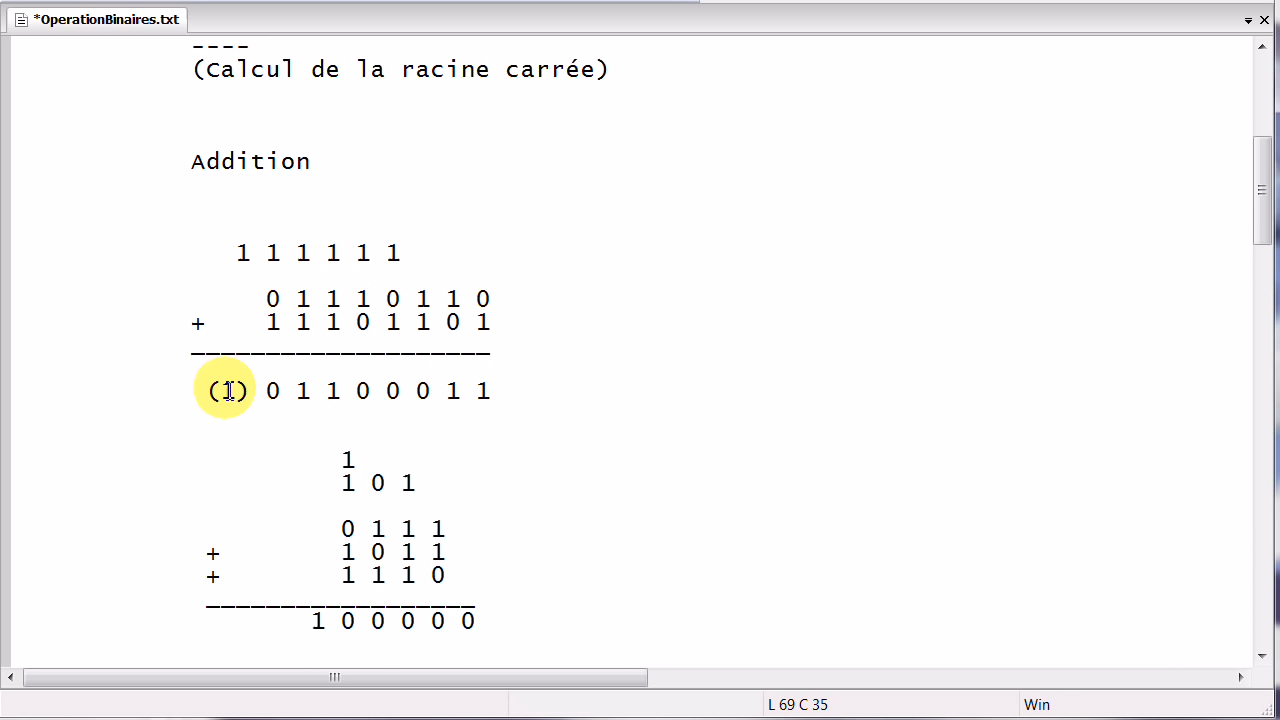 *OperationBinaires.txt
----
(Calcul de la racine carrée)
Addition
1 1 1 1 1 1
0 1 1 1 0 1 1 0
+ 1 1 1 0 1 1 0 1
____________________
(1) 0 1 1 0 0 0 1 1
1
1 0 1
0 1 1 1
+ 1 0 1 1
+ 1 1 1 0
__________________
1 0 0 0 0 0
L 69 C 35
Win